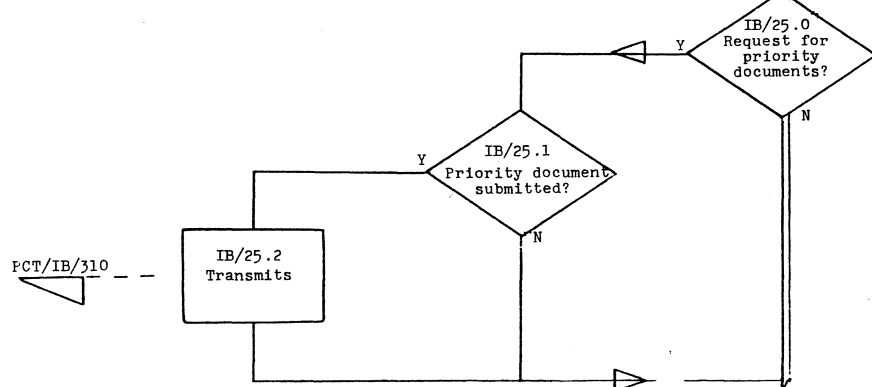 IB/25.0
Request for
priority
documents?
Y
N
IB/25.1
Priority document
submitted?
Y
N
IB/25.2
Transmits
PCT/IB/310